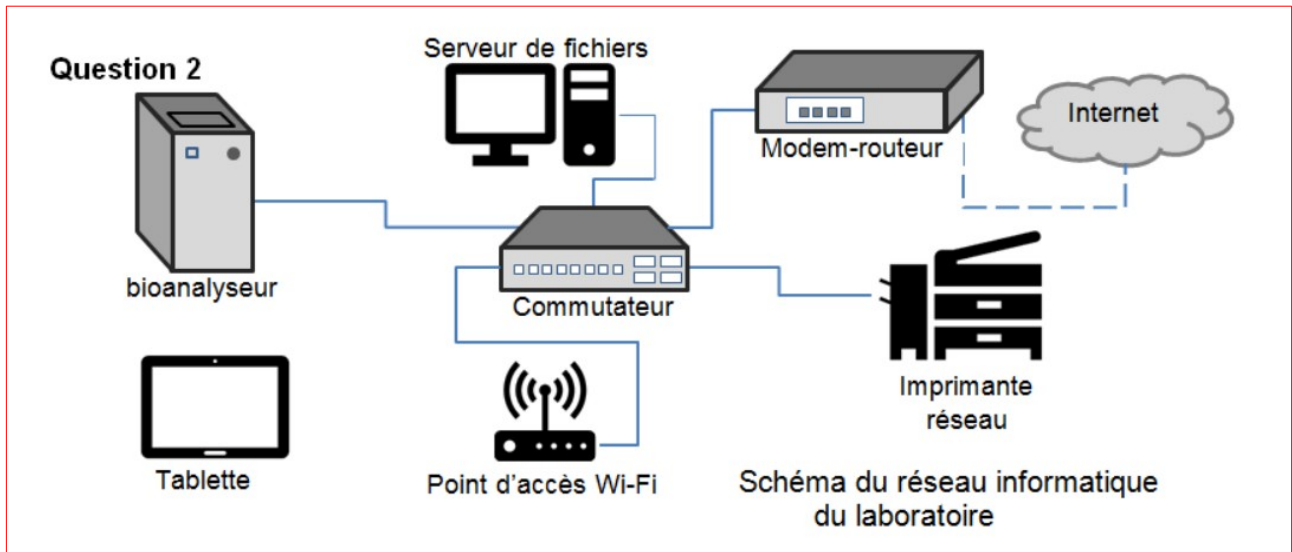 Question 2
Serveur de fichiers
Internet
Modem-routeur
bioanalyseur
Commutateur
Imprimante
réseau
Tablette
Point d'accès Wi-Fi
Schéma du réseau informatique
du laboratoire